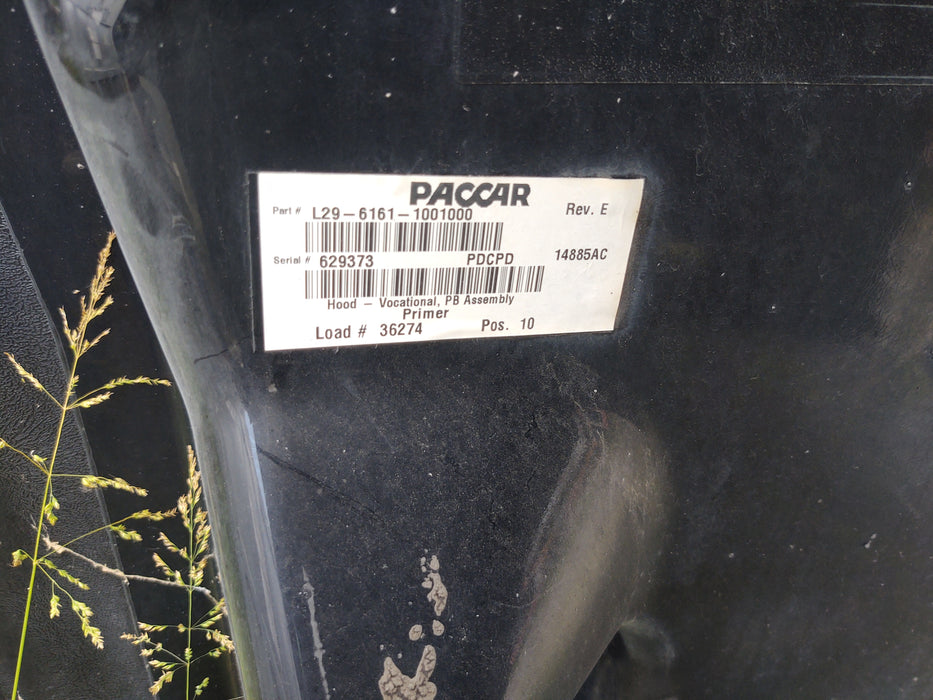 PACCAR
Part # L29-6161-1001000 Rev. E
Serial # 629373 PDCPD 14885AC
Hood - Vocational, PB Assembly
Primer
Load # 36274 Pos. 10